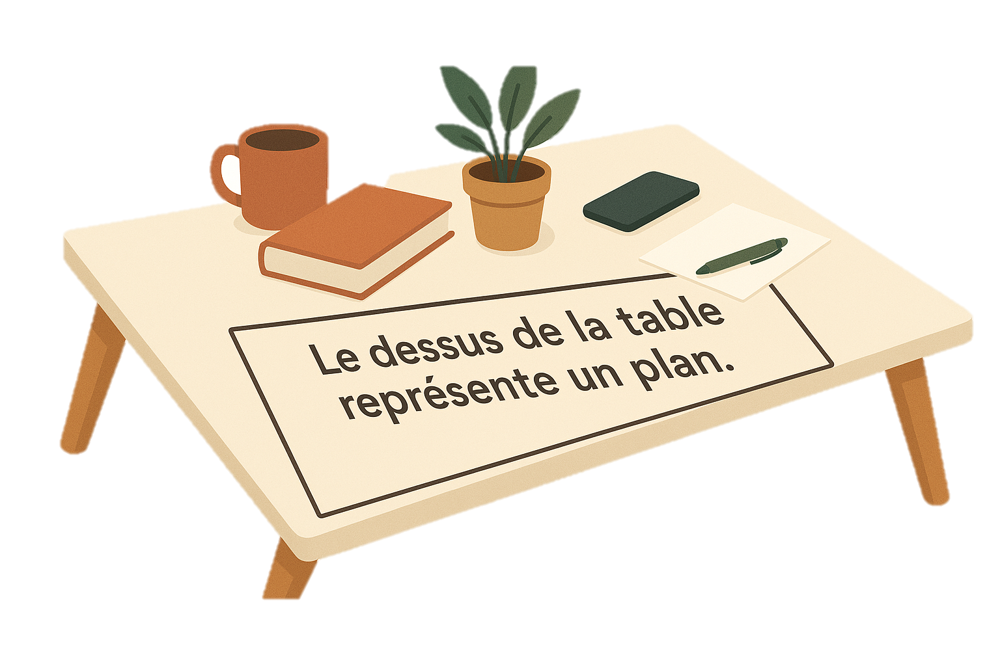 Le dessus de la table
représente un plan.